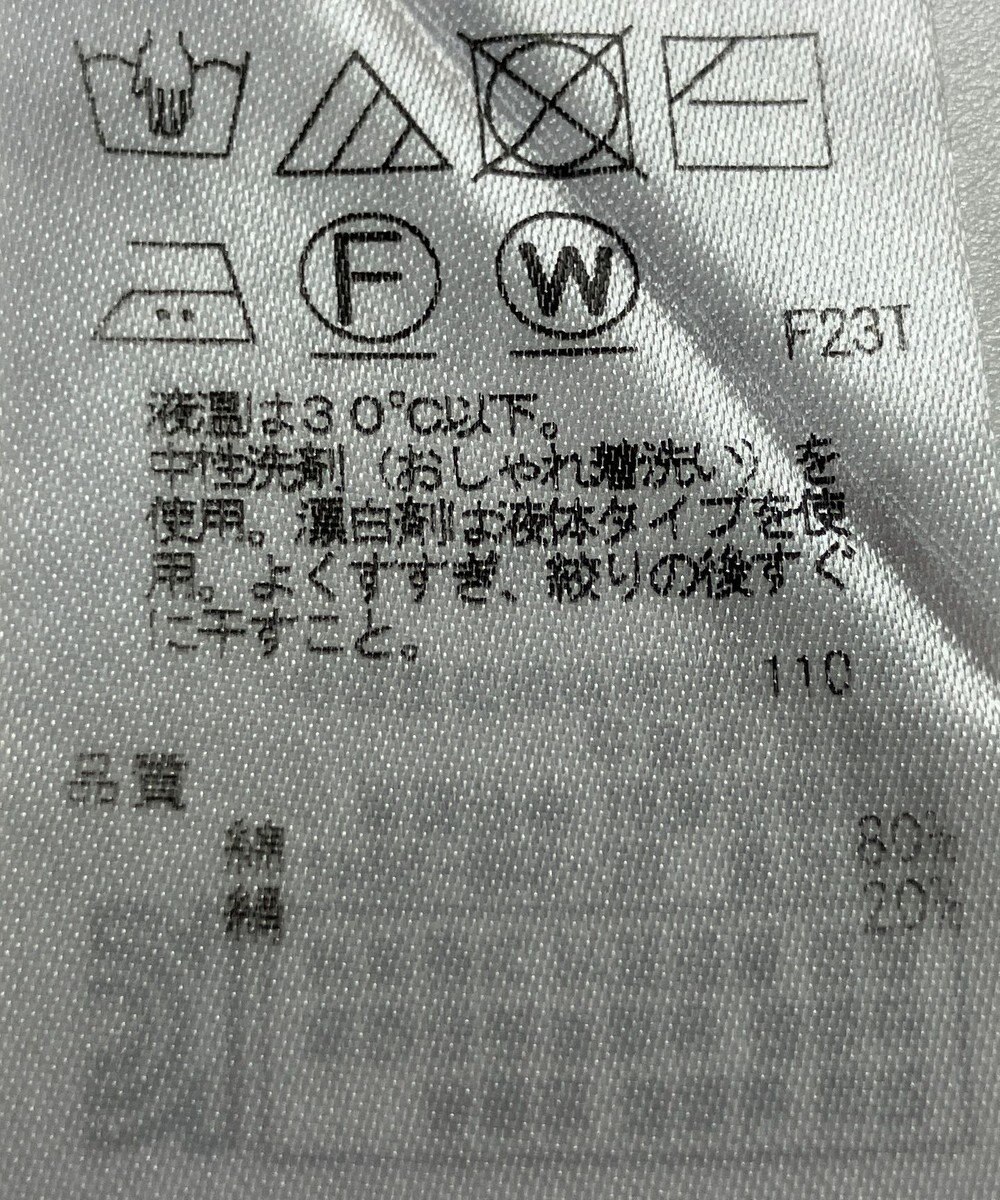 F W F23T
液温は30℃以下。
中性洗剤(おしゃれ着洗い)を
使用。漂白剤は液体タイプを使
用。よくすすぎ、絞りの後すぐ
に干すこと。
110
品質
綿 80%
絹 20%